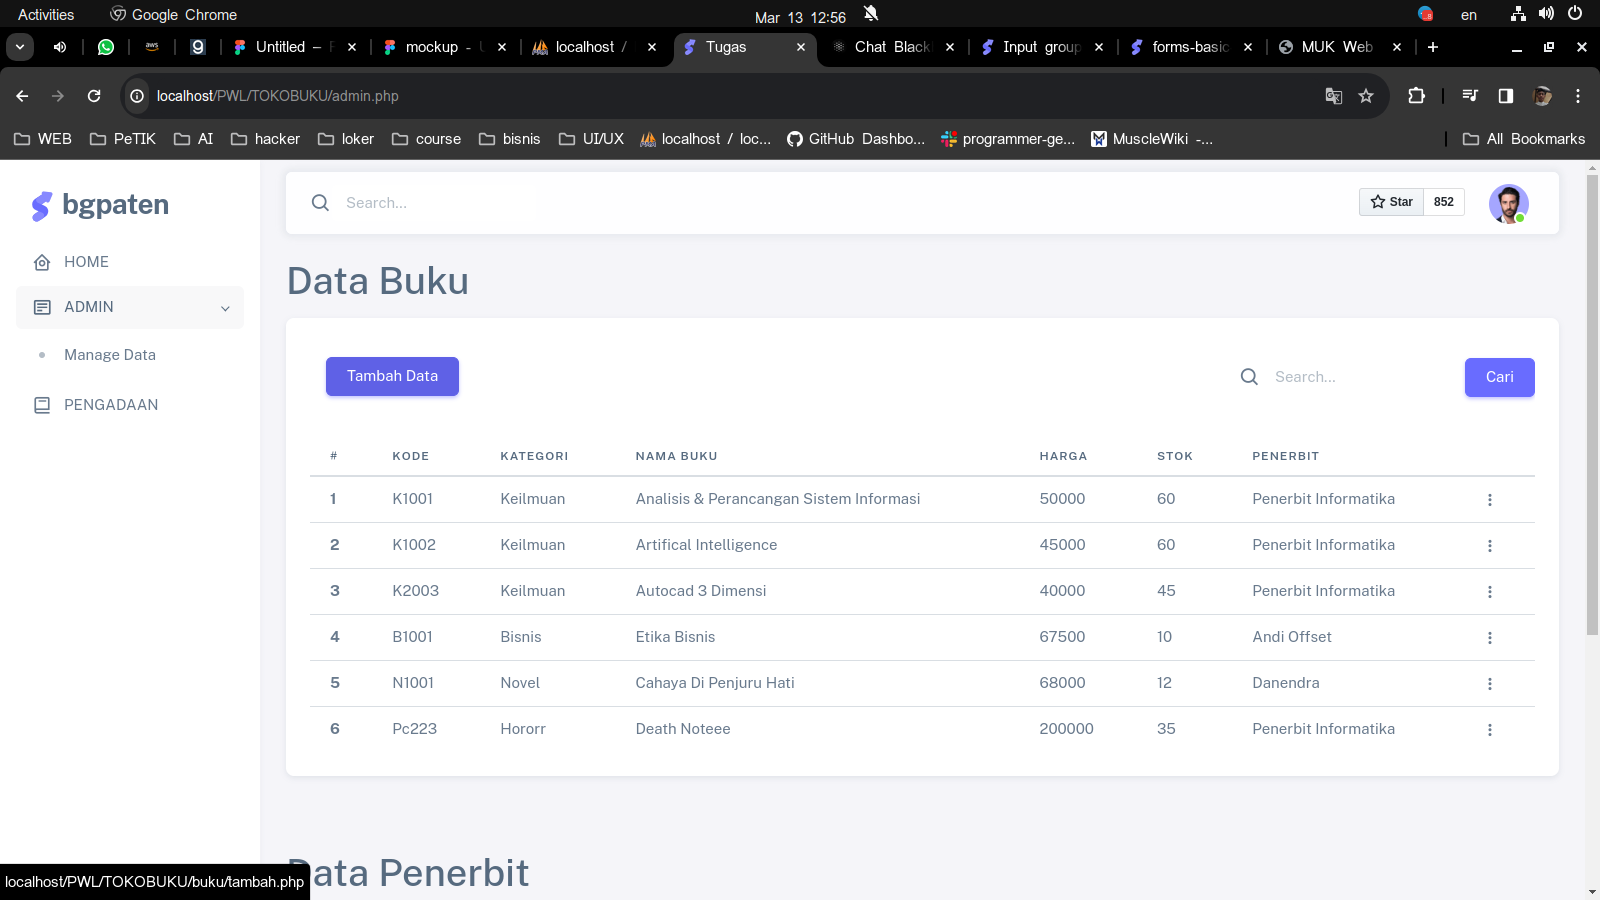 Activities Google Chrome Mar 13 12:56 en
Untitled – mockup - localhost / Tugas Chat Black Input group forms-basic MUK Web
localhost/PWL/TOKOBUKU/admin.php
WEB PeTIK AI hacker loker course bisnis UI/UX localhost / loc... GitHub Dashbo... programmer-ge... MuscleWiki -... All Bookmarks
bgpaten
HOME
ADMIN
Manage Data
PENGADAAN
Search...
Star 852
Data Buku
Tambah Data Search... Cari
# KODE KATEGORI NAMA BUKU HARGA STOK PENERBIT
1 K1001 Keilmuan Analisis & Perancangan Sistem Informasi 50000 60 Penerbit Informatika
2 K1002 Keilmuan Artifical Intelligence 45000 60 Penerbit Informatika
3 K2003 Keilmuan Autocad 3 Dimensi 40000 45 Penerbit Informatika
4 B1001 Bisnis Etika Bisnis 67500 10 Andi Offset
5 N1001 Novel Cahaya Di Penjuru Hati 68000 12 Danendra
6 Pc223 Hororr Death Noteee 200000 35 Penerbit Informatika
Data Penerbit
localhost/PWL/TOKOBUKU/buku/tambah.php